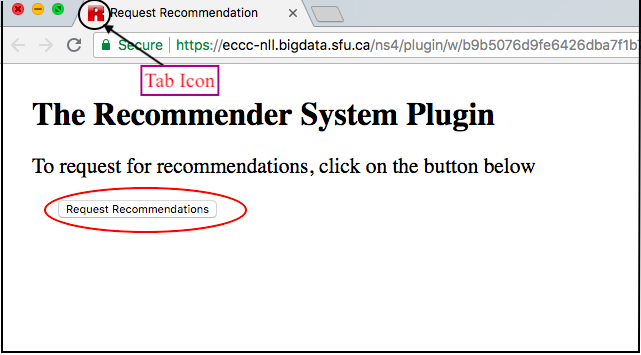 R Request Recommendation
Secure | https://eccc-nll.bigdata.sfu.ca/ns4/plugin/w/b9b5076d9fe6426dba7f1b
Tab Icon
The Recommender System Plugin
To request for recommendations, click on the button below
Request Recommendations